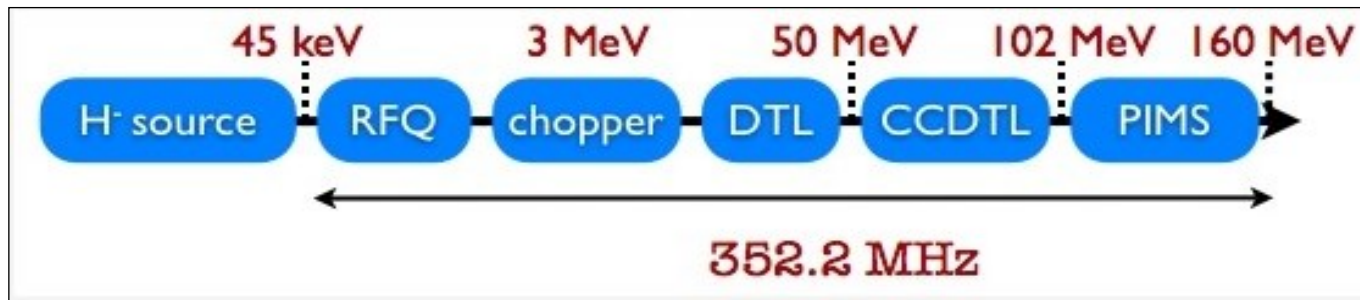 45 keV 3 MeV 50 MeV 102 MeV 160 MeV
H- source RFQ chopper DTL CCDTL PIMS
352.2 MHz